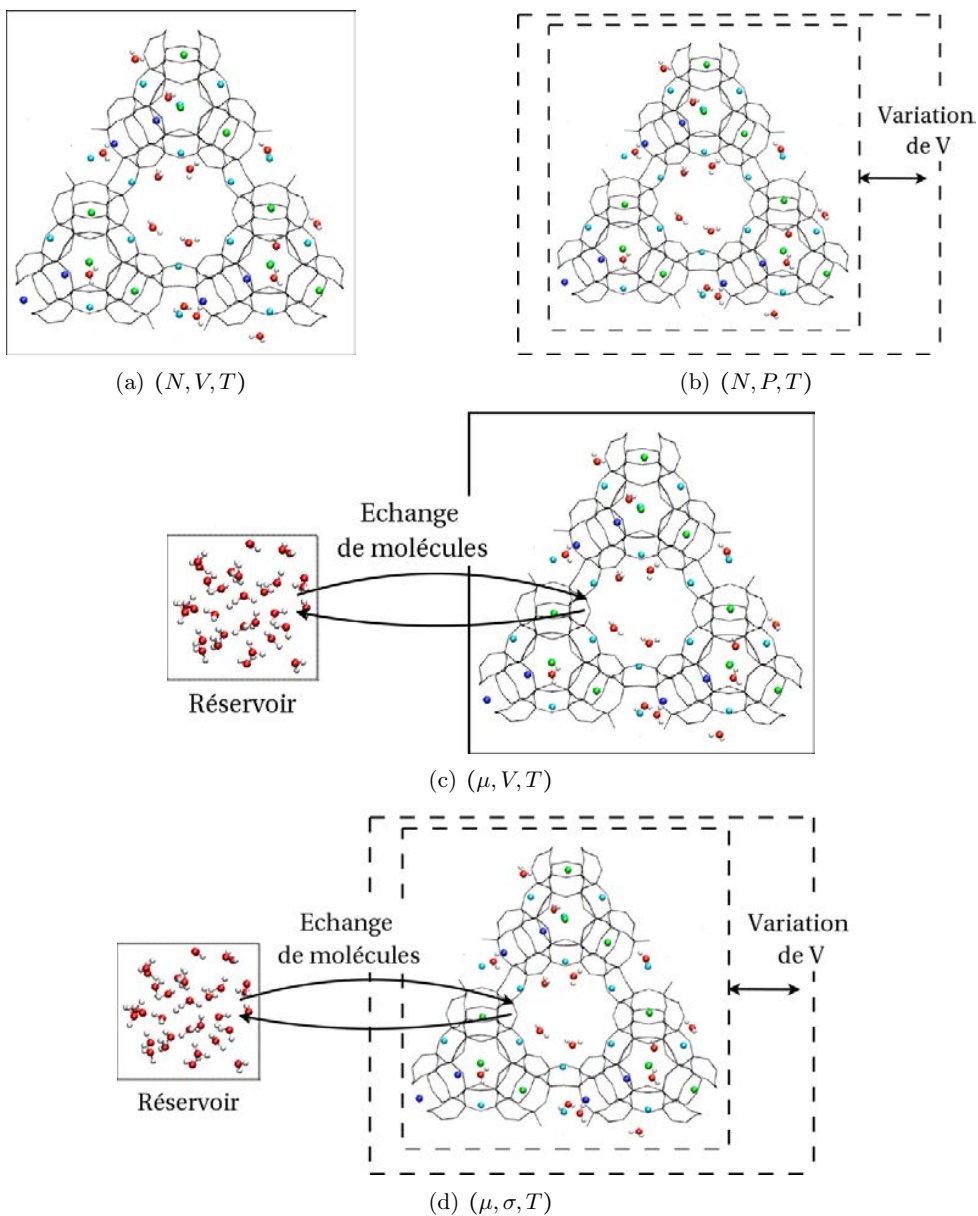 Variation
de V
(a) (N, V, T)
(b) (N, P, T)
Echange
de molécules
Réservoir
(c) (μ, V, T)
Echange
de molécules
Variation
de V
Réservoir
(d) (μ, σ, T)